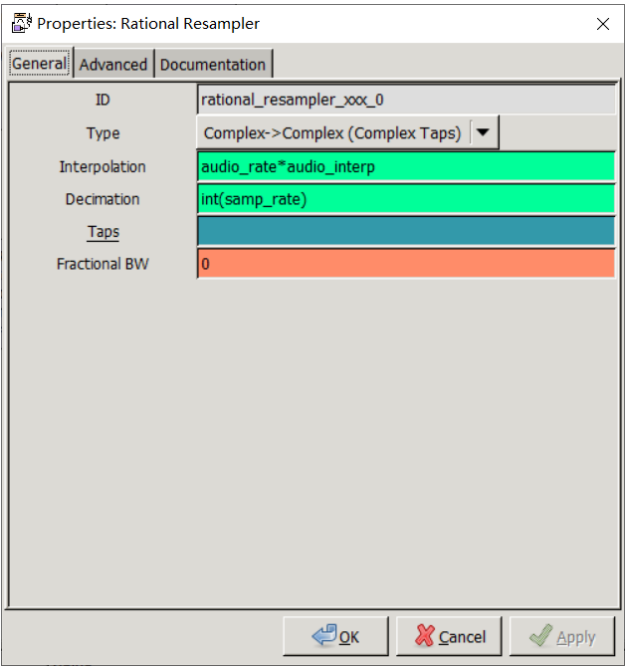 Properties: Rational Resampler
General Advanced Documentation
ID rational_resampler_xxx_0
Type Complex->Complex (Complex Taps)
Interpolation audio_rate*audio_interp
Decimation int(samp_rate)
Taps
Fractional BW 0
OK Cancel Apply